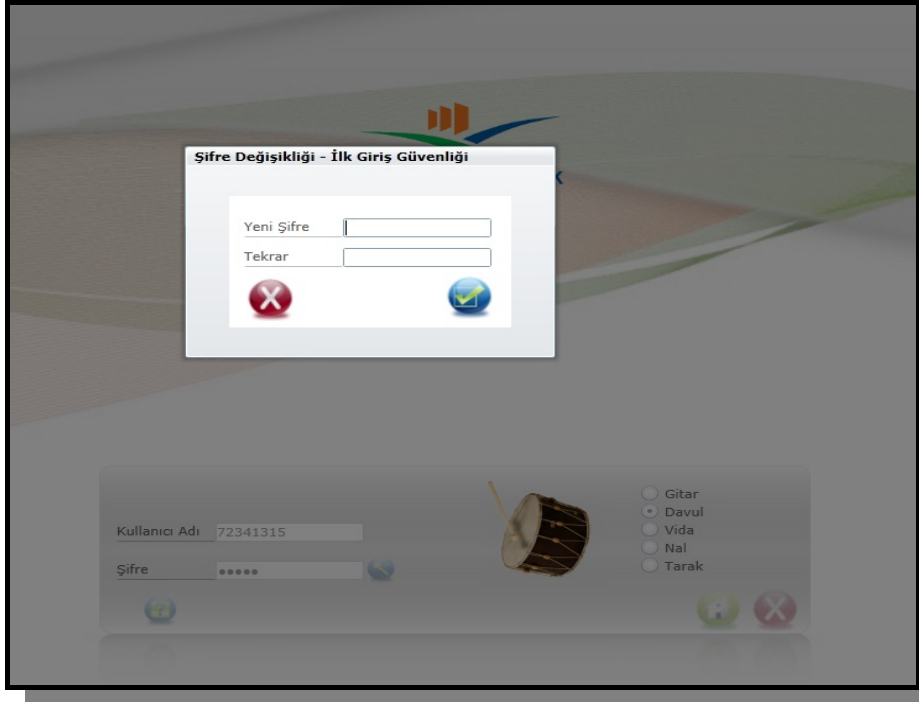 Şifre Değişikliği - İlk Giriş Güvenliği
K
Yeni Şifre
Tekrar
Kullanıcı Adı 72341315
Şifre •••••
Gitar
Davul
Vida
Nal
Tarak